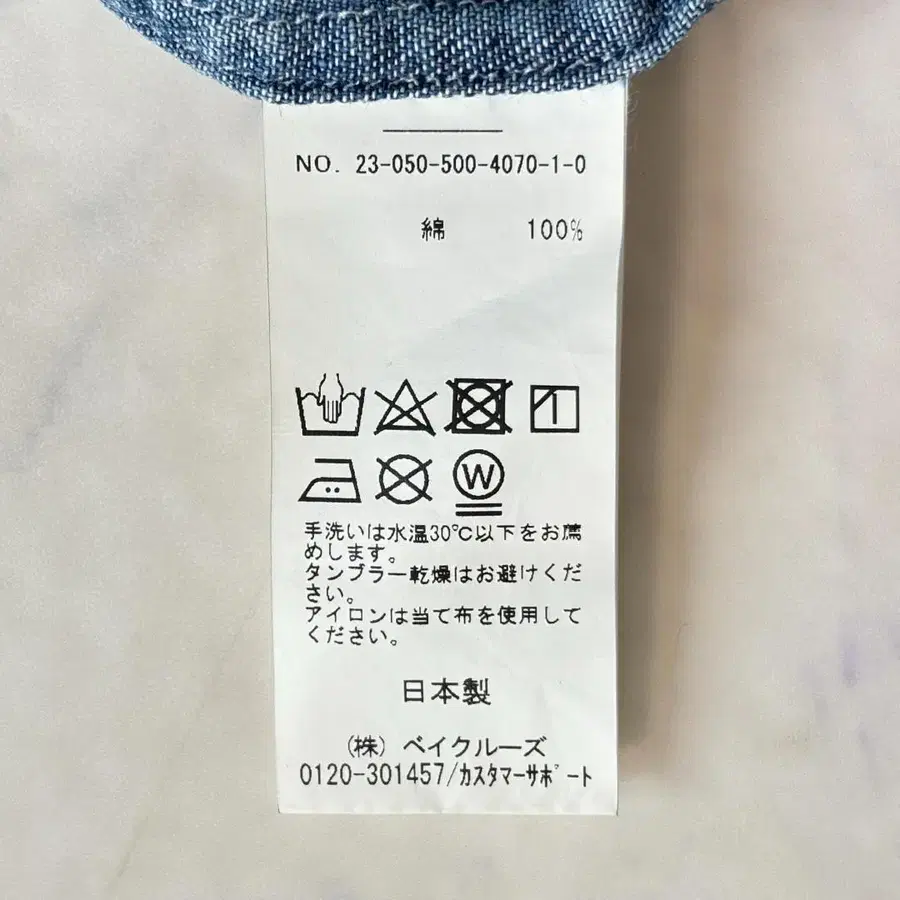 NO. 23-050-500-4070-1-0
綿 100%
W
手洗いは水温30℃以下をお薦
めします。
タンブラー乾燥はお避けくだ
さい。
アイロンは当て布を使用して
ください。
日本製
(株) ベイクルーズ
0120-301457/カスタマーサポート